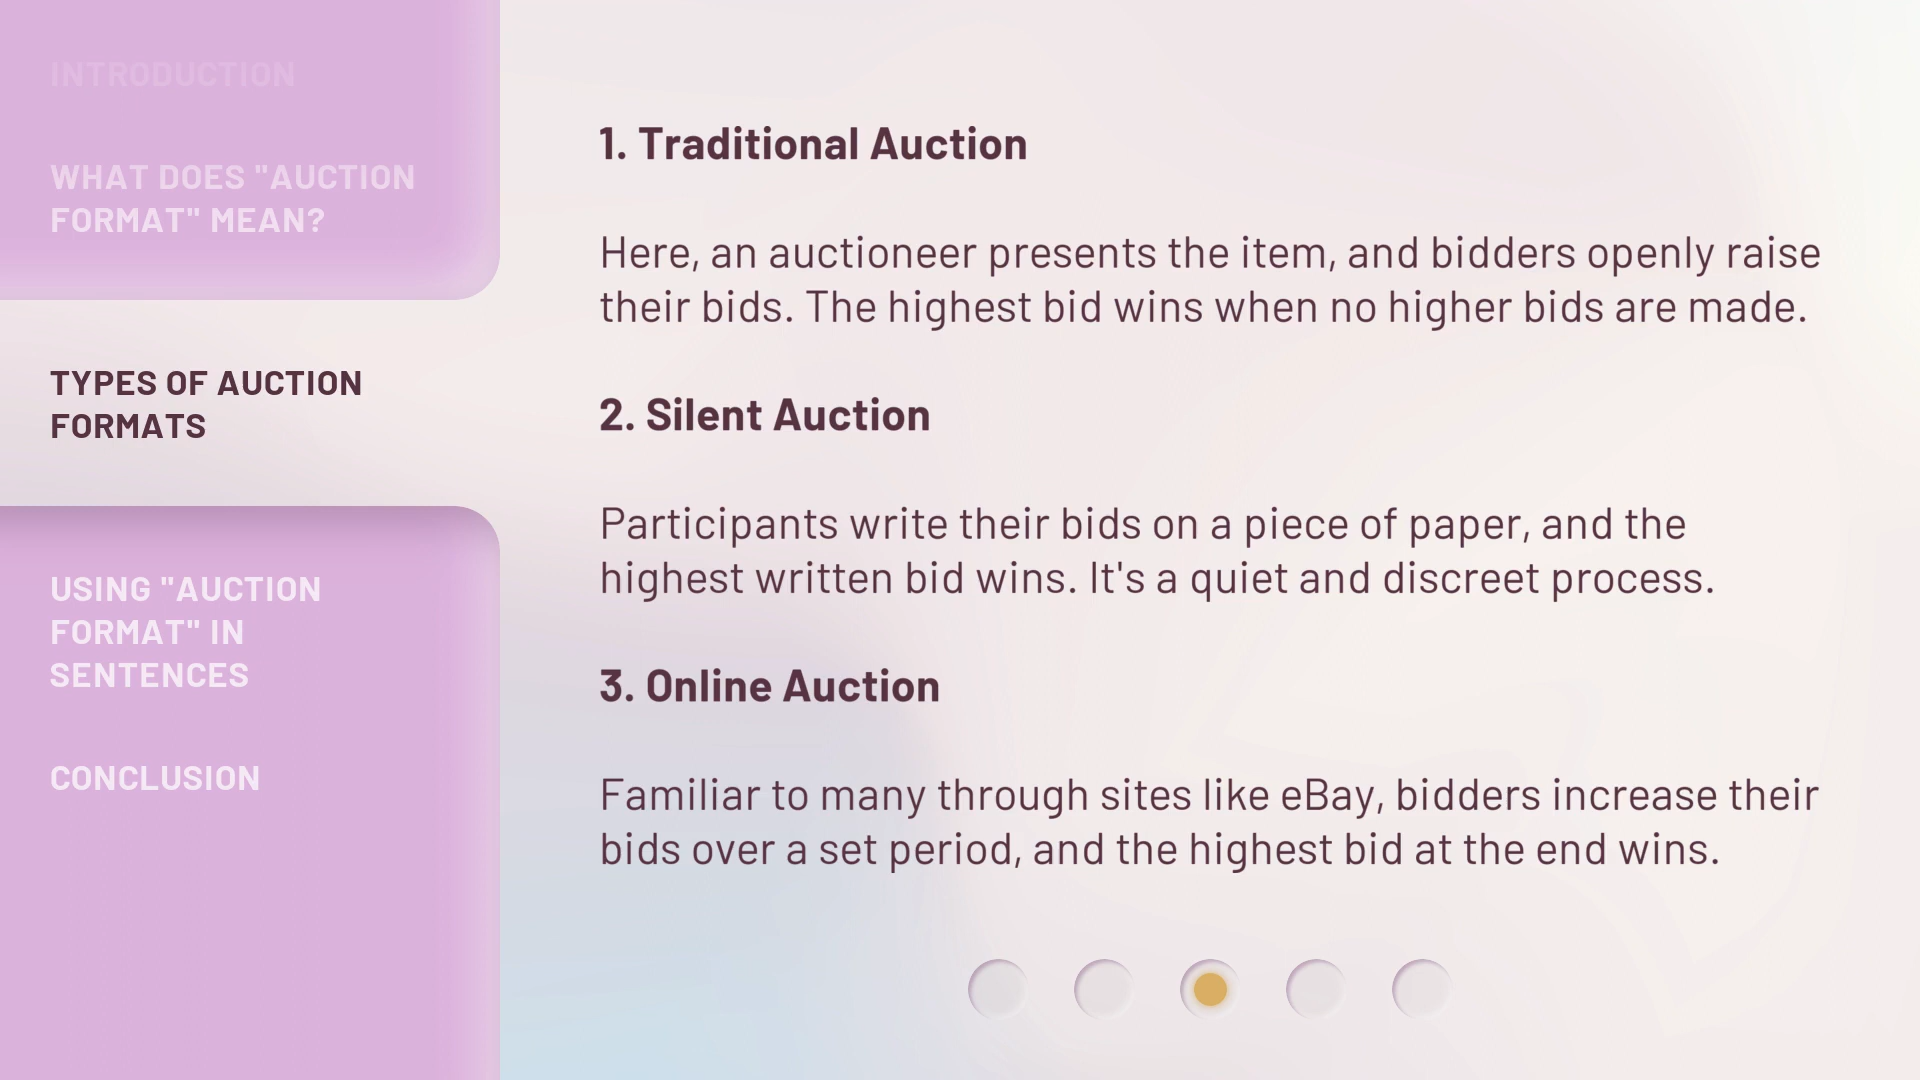 INTRODUCTION
WHAT DOES "AUCTION
FORMAT" MEAN?
TYPES OF AUCTION
FORMATS
USING "AUCTION
FORMAT" IN
SENTENCES
CONCLUSION
1. Traditional Auction
Here, an auctioneer presents the item, and bidders openly raise
their bids. The highest bid wins when no higher bids are made.
2. Silent Auction
Participants write their bids on a piece of paper, and the
highest written bid wins. It's a quiet and discreet process.
3. Online Auction
Familiar to many through sites like eBay, bidders increase their
bids over a set period, and the highest bid at the end wins.